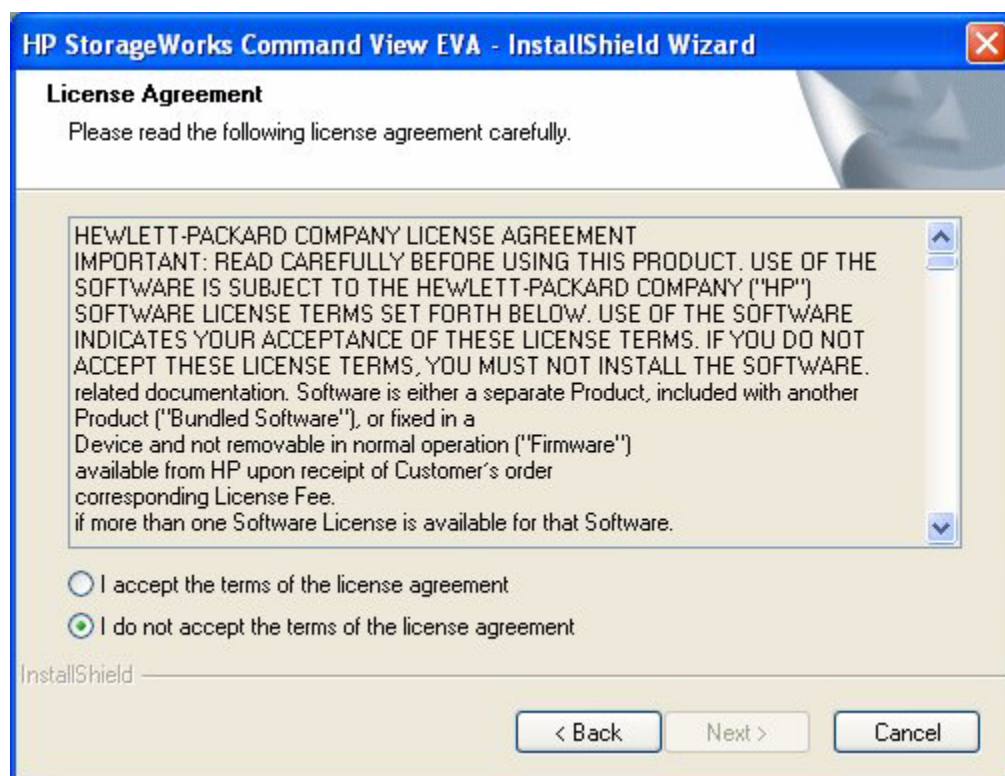 HP StorageWorks Command View EVA - InstallShield Wizard
License Agreement
Please read the following license agreement carefully.
HEWLETT-PACKARD COMPANY LICENSE AGREEMENT
IMPORTANT: READ CAREFULLY BEFORE USING THIS PRODUCT. USE OF THE
SOFTWARE IS SUBJECT TO THE HEWLETT-PACKARD COMPANY ("HP")
SOFTWARE LICENSE TERMS SET FORTH BELOW. USE OF THE SOFTWARE
INDICATES YOUR ACCEPTANCE OF THESE LICENSE TERMS. IF YOU DO NOT
ACCEPT THESE LICENSE TERMS, YOU MUST NOT INSTALL THE SOFTWARE.
related documentation. Software is either a separate Product, included with another
Product ("Bundled Software"), or fixed in a
Device and not removable in normal operation ("Firmware")
available from HP upon receipt of Customer's order
corresponding License Fee.
if more than one Software License is available for that Software.
I accept the terms of the license agreement
I do not accept the terms of the license agreement
InstallShield
< Back
Next >
Cancel